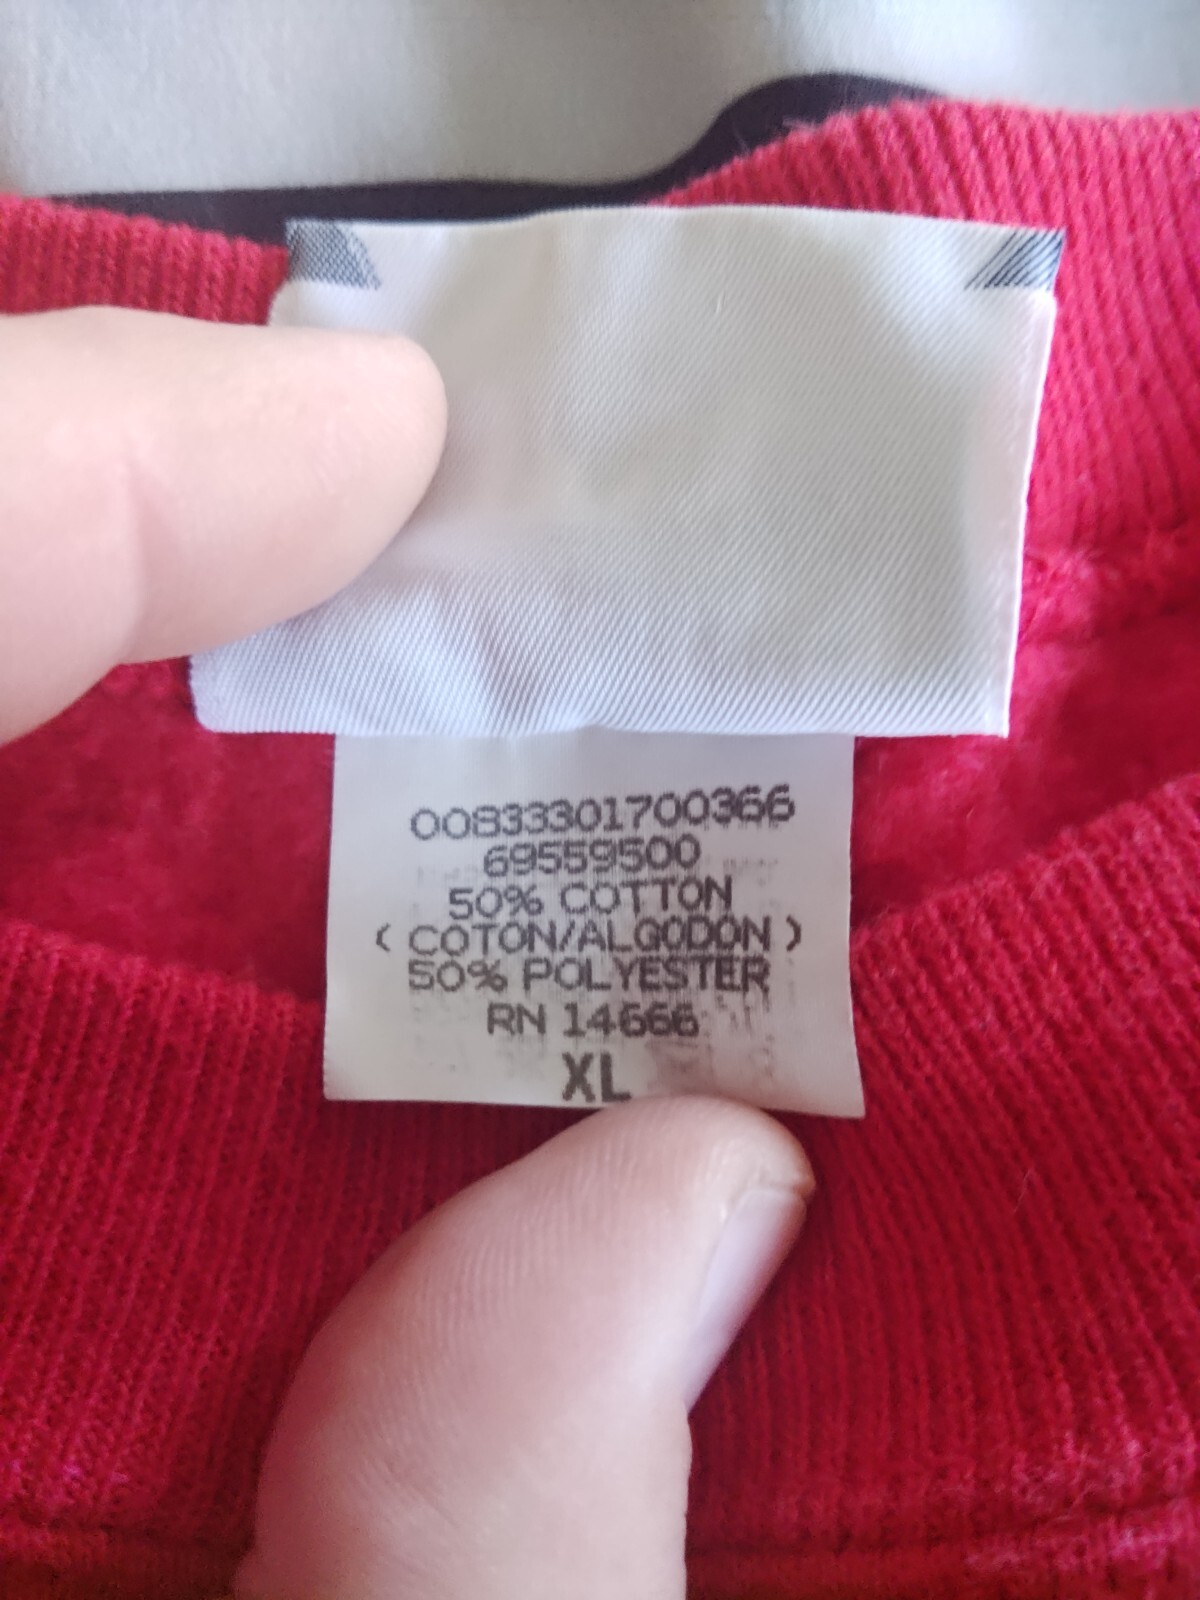 00833301700366
69559500
50% COTTON
( COTON/ALGODON )
50% POLYESTER
RN 14666
XL